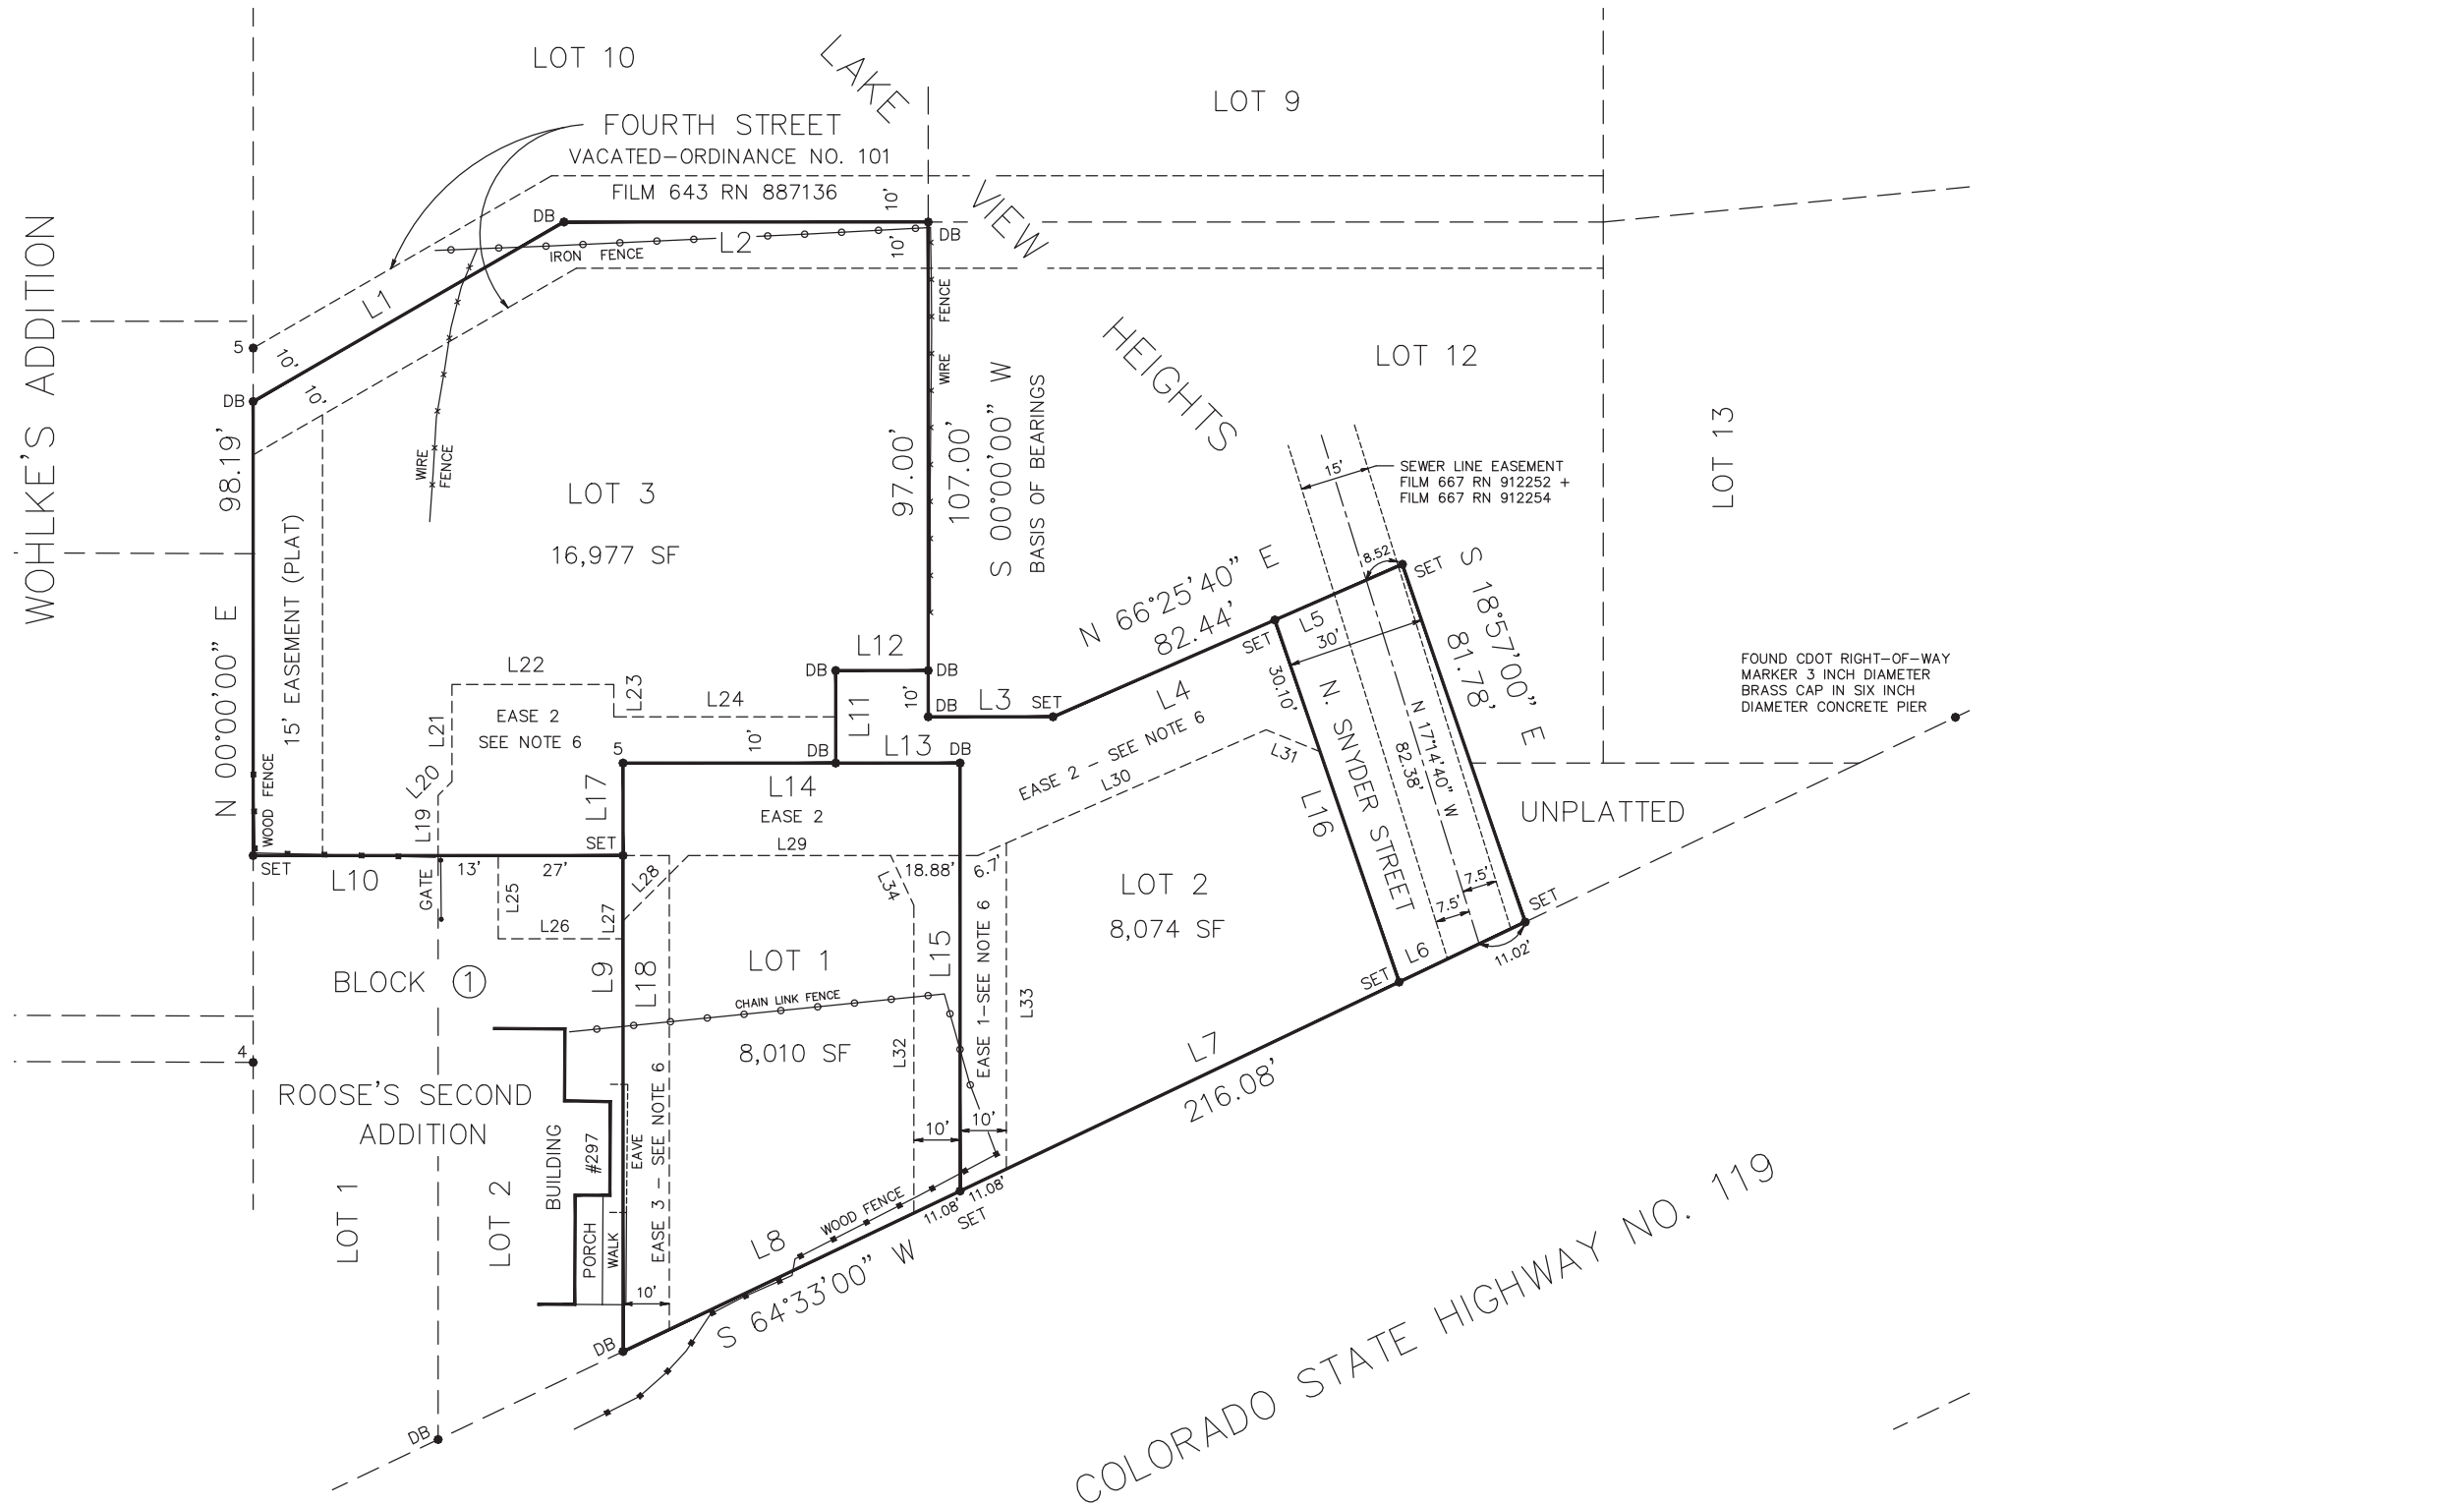 LOT 10
LAKE
LOT 9
FOURTH STREET
VACATED-ORDINANCE NO. 101
FILM 643 RN 887136
10'
VIEW
DB
DB
L2
10'
IRON FENCE
WOHLKE'S ADDITION
L1
5
10'
10'
DB
FENCE
WIRE
HEIGHTS
LOT 12
LOT 13
98.19'
N 00°00'00" E
15' EASEMENT (PLAT)
WIRE
FENCE
LOT 3
16,977 SF
97.00'
107.00'
S 00°00'00" W
BASIS OF BEARINGS
15'
SEWER LINE EASEMENT
FILM 667 RN 912252 +
FILM 667 RN 912254
N 66°25'40" E
82.44'
8.52'
SET
S 18°57'00" E
81.78'
L5
30'
SET
30.10'
N. SNYDER STREET
N 17°14'40" W
82.38'
L12
DB
DB
10'
L11
DB
L3
SET
L4
FOUND CDOT RIGHT-OF-WAY
MARKER 3 INCH DIAMETER
BRASS CAP IN SIX INCH
DIAMETER CONCRETE PIER
L22
L23
L24
L21
EASE 2
SEE NOTE 6
L20
L19
5
10'
DB
L13
DB
L17
L14
EASE 2
L29
EASE 2 - SEE NOTE 6
L30
L31
L16
UNPLATTED
WOOD FENCE
SET
L10
GATE
13'
27'
SET
L25
L26
L27
L28
L34
18.88'
6.7'
LOT 2
8,074 SF
7.5'
7.5'
SET
11.02'
L6
SET
BLOCK 1
L9
L18
LOT 1
8,010 SF
CHAIN LINK FENCE
L15
EASE 1-SEE NOTE 6
L33
L32
L7
216.08'
4
ROOSE'S SECOND
ADDITION
LOT 1
LOT 2
BUILDING
#297
PORCH
WALK
EAVE
EASE 3 - SEE NOTE 6
10'
10'
10'
WOOD FENCE
11.08'
11.08'
SET
L8
S 64°33'00" W
DB
DB
COLORADO STATE HIGHWAY NO. 119